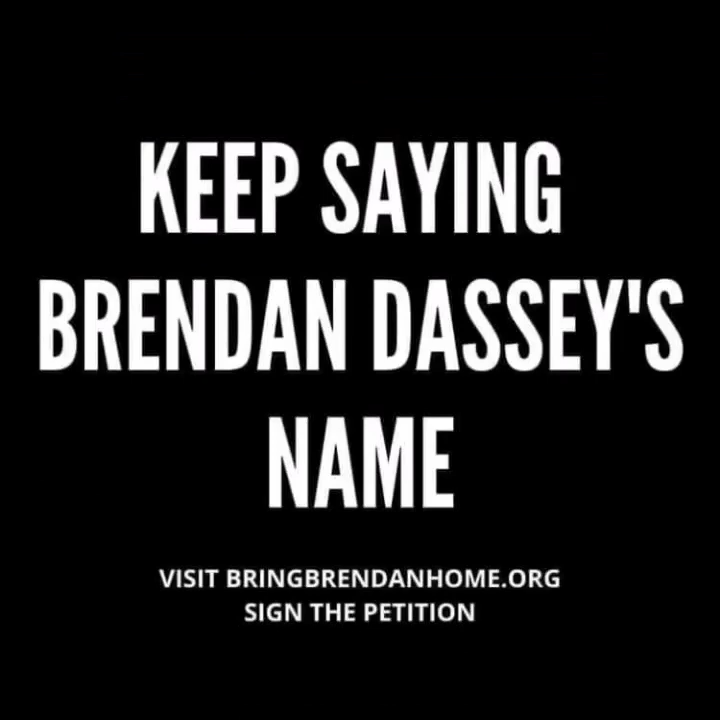 KEEP SAYING
BRENDAN DASSEY'S
NAME
VISIT BRINGBRENDANHOME.ORG
SIGN THE PETITION